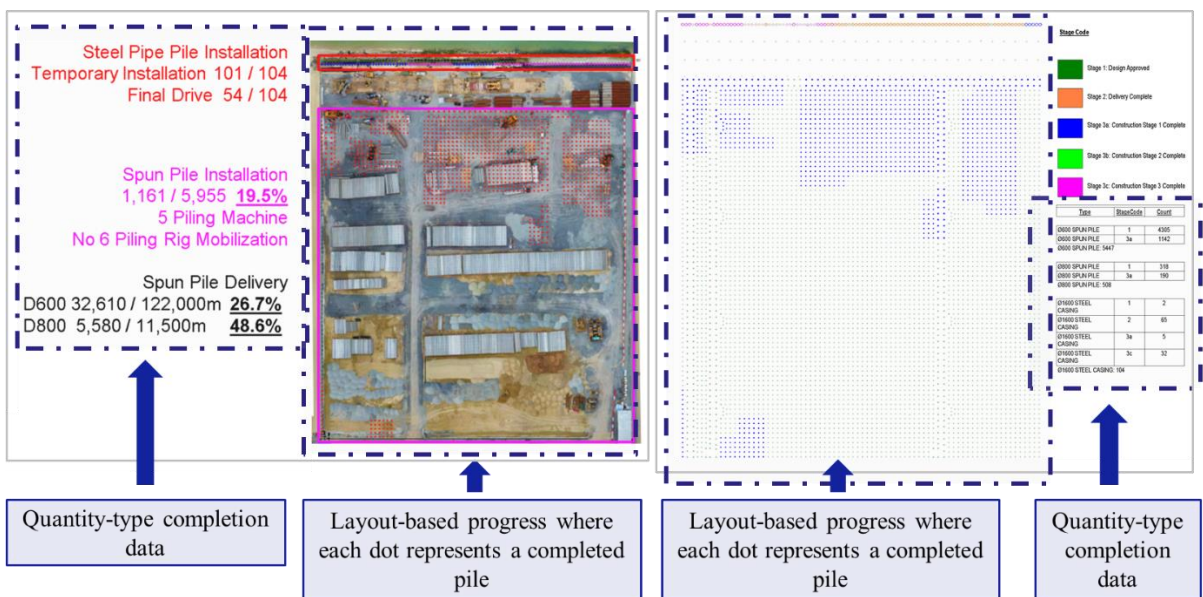 Steel Pipe Pile Installation
Temporary Installation 101 / 104
Final Drive 54 / 104
Spun Pile Installation
1,161 / 5,955 19.5%
5 Piling Machine
No 6 Piling Rig Mobilization
Spun Pile Delivery
D600 32,610 / 122,000m 26.7%
D800 5,580 / 11,500m 48.6%
Stage Code
Stage 1: Design Approved
Stage 2: Delivery Complete
Stage 3a: Construction Stage 1 Complete
Stage 3b: Construction Stage 2 Complete
Stage 3c: Construction Stage 3 Complete
Type StageCode Count
Ø600 SPUN PILE 1 4305
Ø600 SPUN PILE 3a 1142
Ø600 SPUN PILE: 5447
Ø800 SPUN PILE 1 318
Ø800 SPUN PILE 3a 190
Ø800 SPUN PILE: 508
Ø1600 STEEL 1 2
CASING
Ø1600 STEEL 2 65
CASING
Ø1600 STEEL 3a 5
CASING
Ø1600 STEEL 3c 32
CASING
Ø1600 STEEL CASING: 104
Quantity-type completion
data
Layout-based progress where
each dot represents a completed
pile
Layout-based progress where
each dot represents a completed
pile
Quantity-type
completion
data